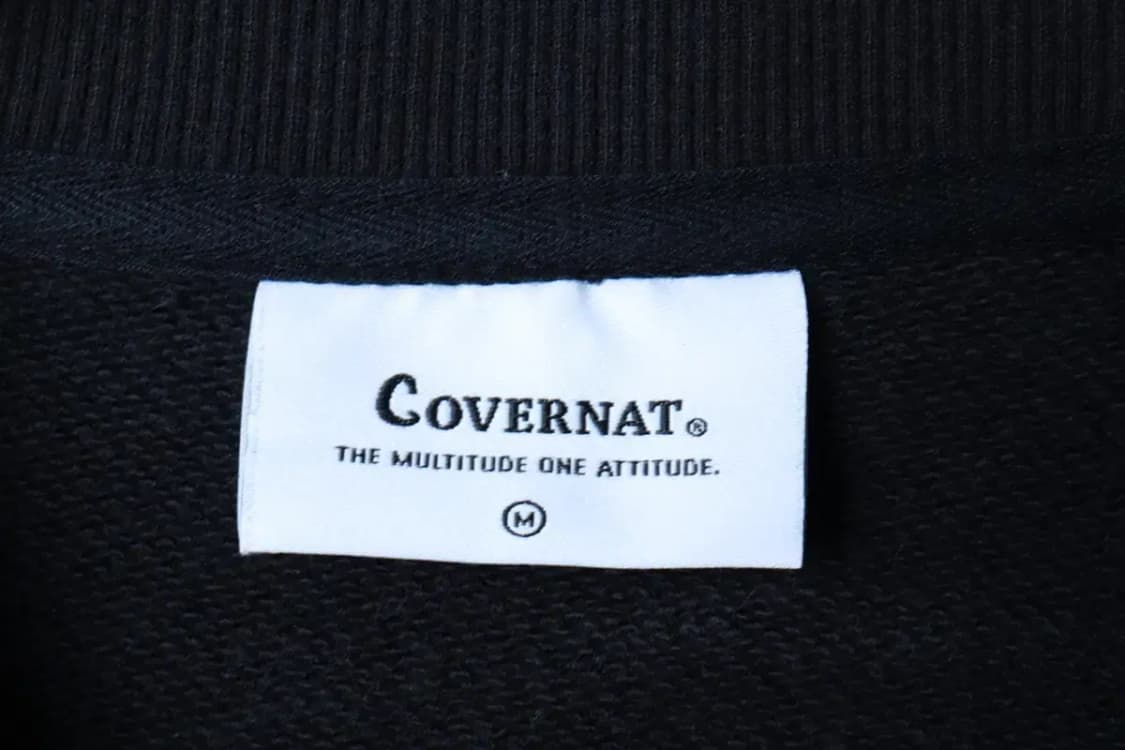 COVERNAT®
THE MULTITUDE ONE ATTITUDE.
M